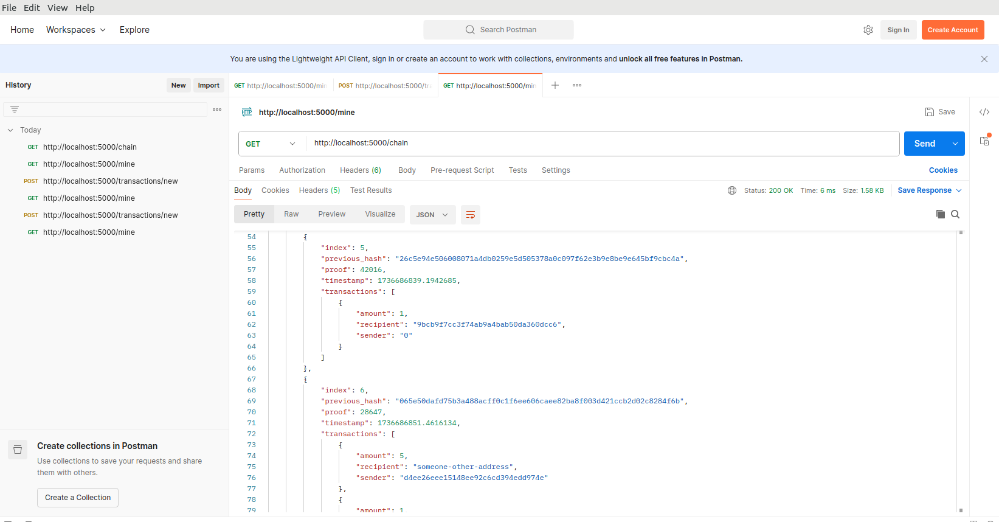 File Edit View Help
Home Workspaces Explore Search Postman Sign In Create Account
You are using the Lightweight API Client, sign in or create an account to work with collections, environments and unlock all free features in Postman.
History New Import
GET http://localhost:5000/min POST http://localhost:5000/tra GET http://localhost:5000/min
http://localhost:5000/mine Save
Today
GET http://localhost:5000/chain
GET http://localhost:5000/mine
POST http://localhost:5000/transactions/new
GET http://localhost:5000/mine
POST http://localhost:5000/transactions/new
GET http://localhost:5000/mine
Create collections in Postman
Use collections to save your requests and share
them with others.
Create a Collection
GET http://localhost:5000/chain Send
Params Authorization Headers (6) Body Pre-request Script Tests Settings Cookies
Body Cookies Headers (5) Test Results Status: 200 OK Time: 6 ms Size: 1.58 KB Save Response
Pretty Raw Preview Visualize JSON
54 {
55 "index": 5,
56 "previous_hash": "26c5e94e506008071a4db0259e5d505378a0c097f62e3b9e8be9e645bf9cbc4a",
57 "proof": 42016,
58 "timestamp": 1736686839.1942685,
59 "transactions": [
60 {
61 "amount": 1,
62 "recipient": "9bcb9f7cc3f74ab9a4bab50da360dcc6",
63 "sender": "0"
64 }
65 ]
66 },
67 {
68 "index": 6,
69 "previous_hash": "065e50dafd75b3a488acff0c1f6ee606caee82ba8f003d421ccb2d02c8284f6b",
70 "proof": 28647,
71 "timestamp": 1736686851.4616134,
72 "transactions": [
73 {
74 "amount": 5,
75 "recipient": "someone-other-address",
76 "sender": "d4ee26eee15148ee92c6cd394edd974e"
77 },
78 {
79 "amount": 1,